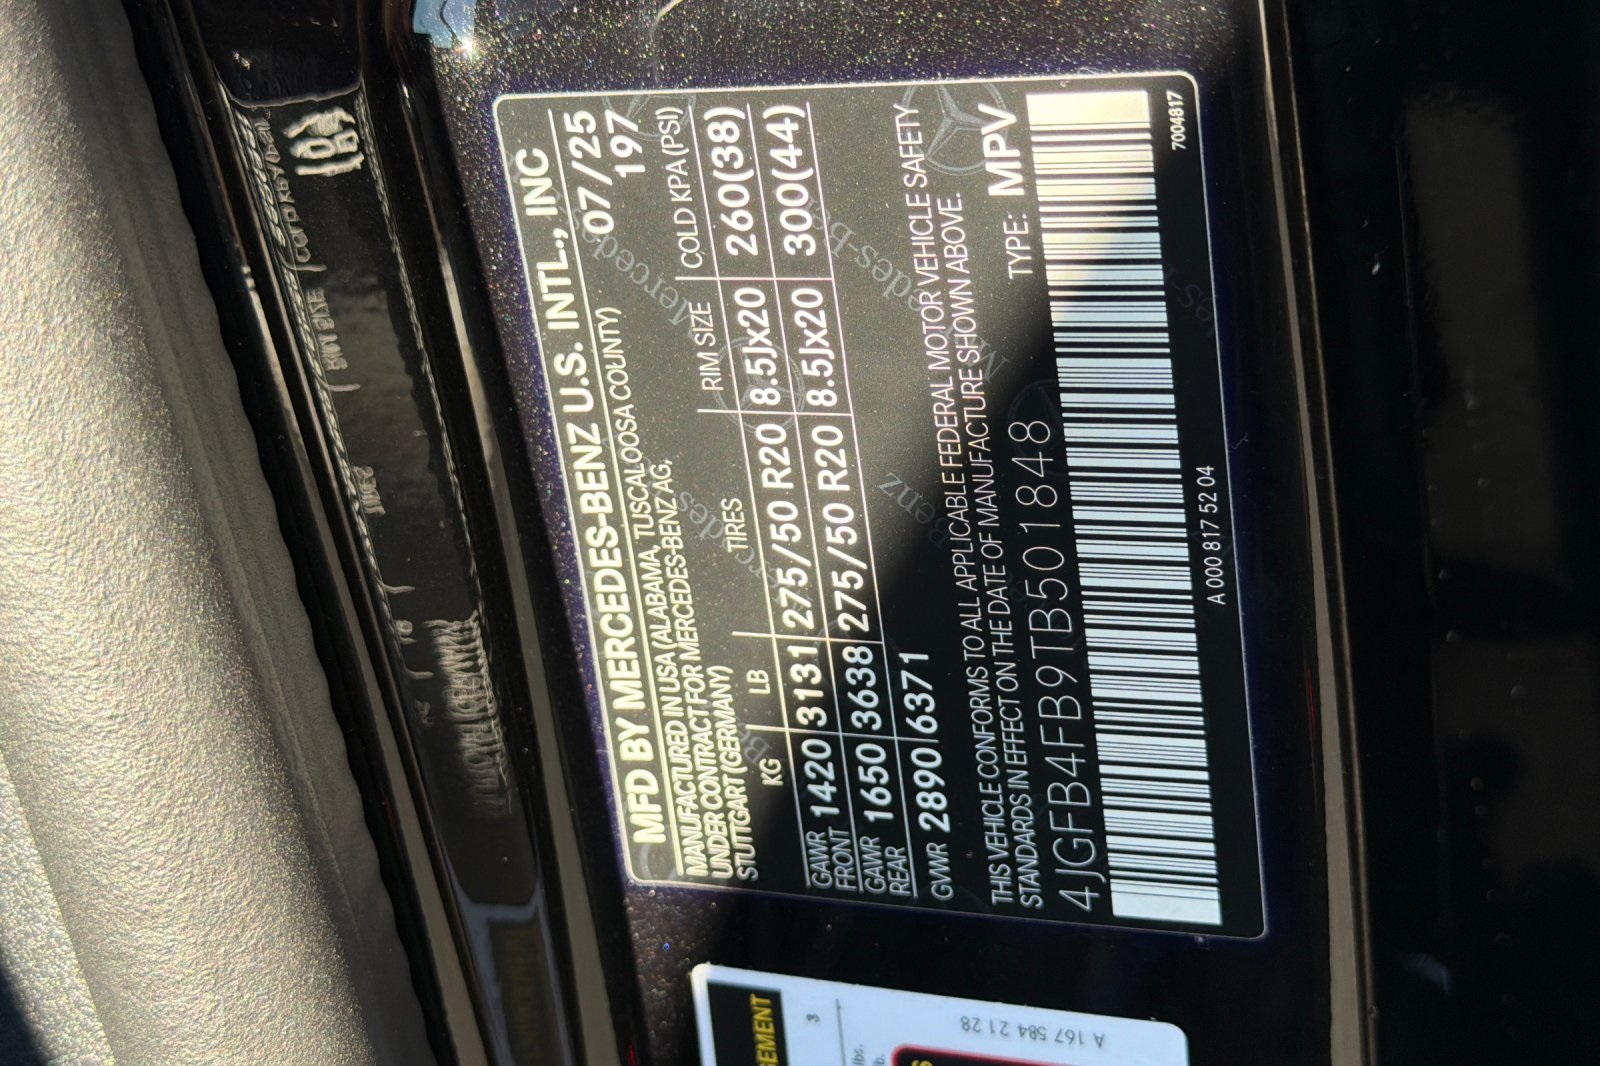 MFD BY MERCEDES-BENZ U.S. INTL., INC
MANUFACTURED IN USA (ALABAMA, TUSCALOOSA COUNTY) 07/25
UNDER CONTRACT FOR MERCEDES-BENZ AG, 197
STUTTGART (GERMANY)
KG LB TIRES RIM SIZE COLD KPA (PSI)
GAWR FRONT 1420 3131 275/50 R20 8.5Jx20 260(38)
GAWR REAR 1650 3638 275/50 R20 8.5Jx20 300(44)
GVWR 2890 6371
THIS VEHICLE CONFORMS TO ALL APPLICABLE FEDERAL MOTOR VEHICLE SAFETY
STANDARDS IN EFFECT ON THE DATE OF MANUFACTURE SHOWN ABOVE.
4JGFB4FB9TB501848 TYPE: MPV
A 000 817 52 04 7004817
A 167 584 21 28
3
lbs.